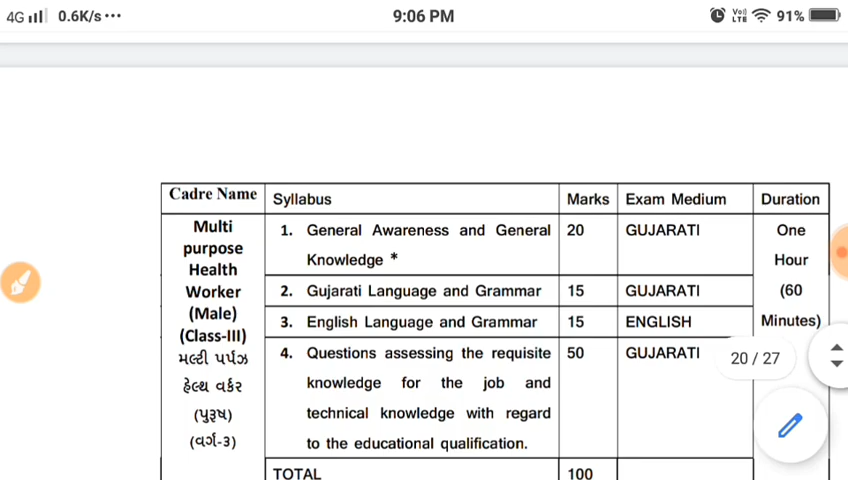 4G 0.6K/s ••• 9:06 PM Vo)) LTE 91%
Cadre Name Syllabus Marks Exam Medium Duration
Multi purpose Health Worker (Male) (Class-III)
મલ્ટી પર્પઝ
હેલ્થ વર્કર
(પુરૂષ)
(વર્ગ-૩)
1. General Awareness and General 20 GUJARATI One
Knowledge * Hour
2. Gujarati Language and Grammar 15 GUJARATI (60
3. English Language and Grammar 15 ENGLISH Minutes)
4. Questions assessing the requisite 50 GUJARATI
knowledge for the job and
technical knowledge with regard
to the educational qualification.
TOTAL 100
20 / 27